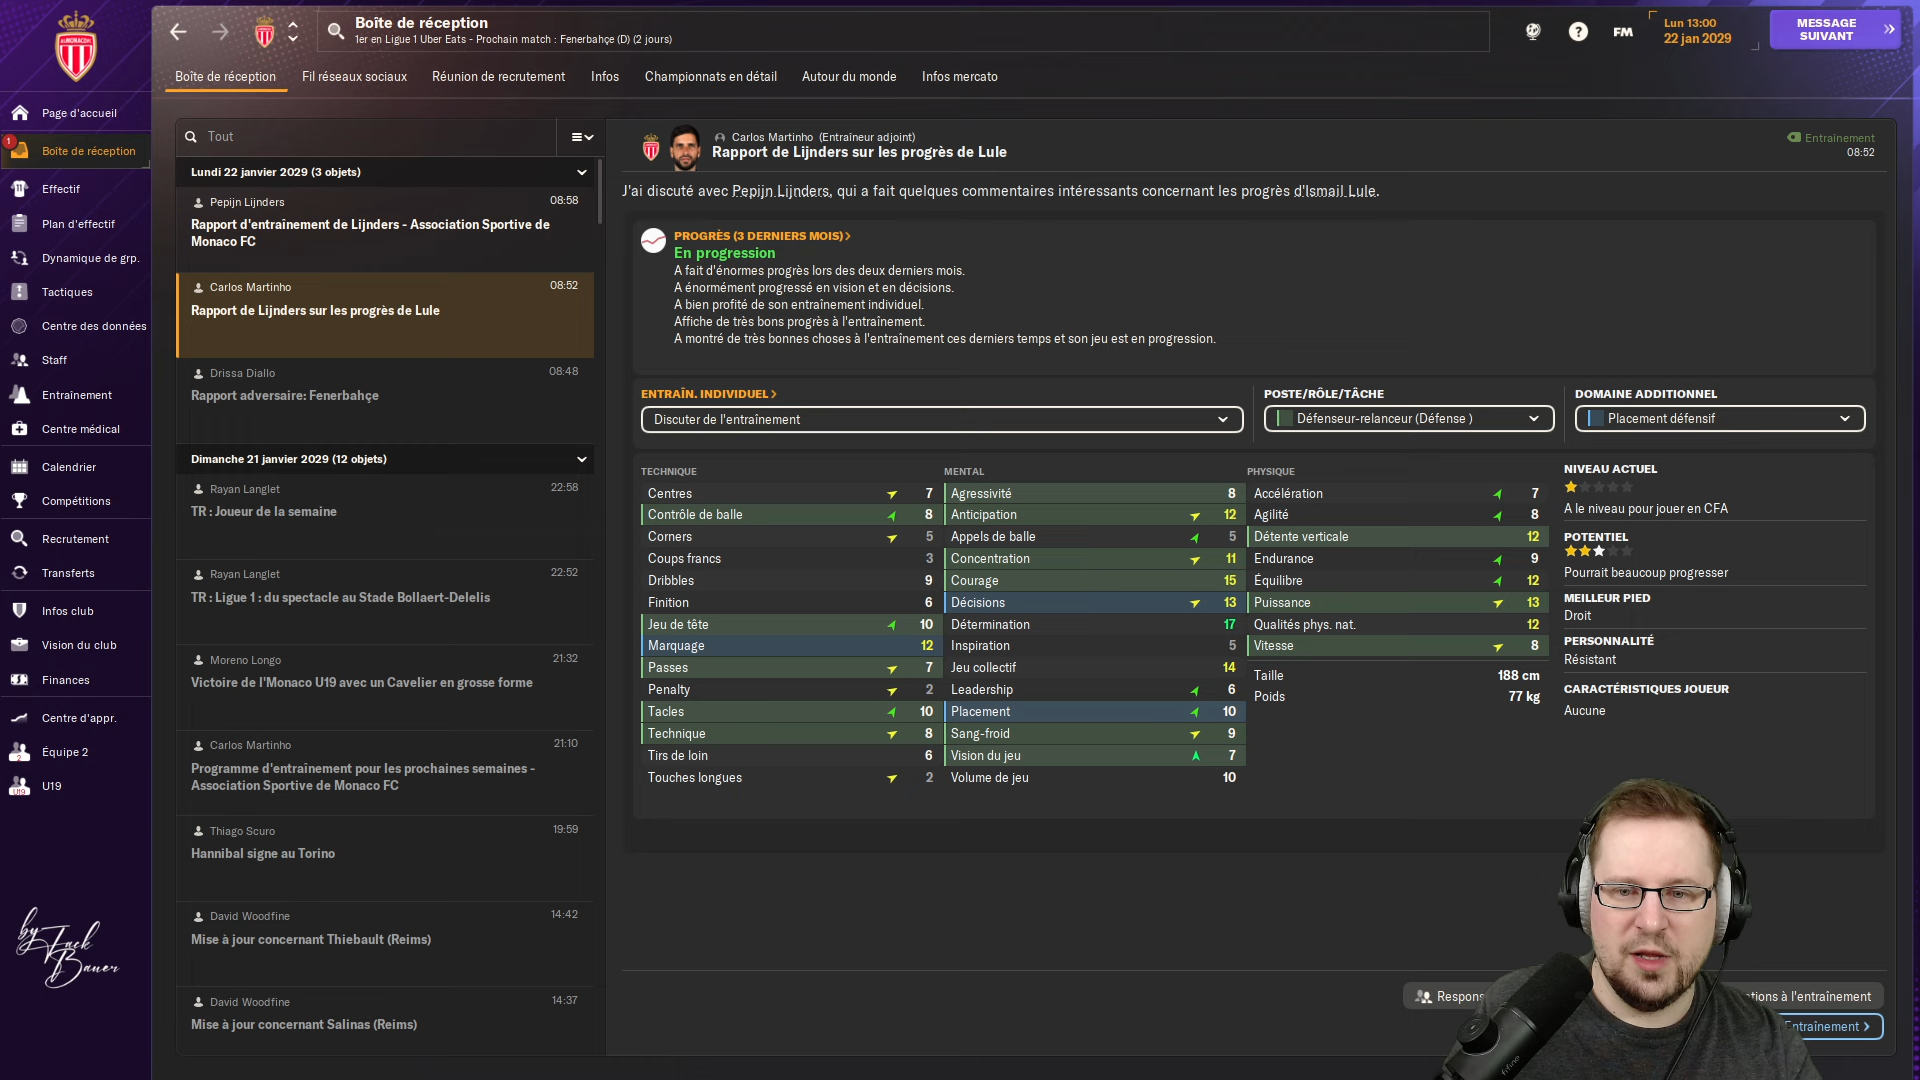 Boîte de réception
1er en Ligue 1 Uber Eats - Prochain match : Fenerbahçe (D) (2 jours)
FM
Lun 13:00
22 jan 2029
MESSAGE
SUIVANT
Boîte de réception
Fil réseaux sociaux
Réunion de recrutement
Infos
Championnats en détail
Autour du monde
Infos mercato
Page d'accueil
1
Boîte de réception
Effectif
Plan d'effectif
Dynamique de grp.
Tactiques
Centre des données
Staff
Entraînement
Centre médical
Calendrier
Compétitions
Recrutement
Transferts
Infos club
Vision du club
Finances
Centre d'appr.
Équipe 2
U19
by Jack Bauer
Tout
Lundi 22 janvier 2029 (3 objets)
Pepijn Lijnders 08:58
Rapport d'entraînement de Lijnders - Association Sportive de
Monaco FC
Carlos Martinho 08:52
Rapport de Lijnders sur les progrès de Lule
Drissa Diallo 08:48
Rapport adversaire: Fenerbahçe
Dimanche 21 janvier 2029 (12 objets)
Rayan Langlet 22:58
TR : Joueur de la semaine
Rayan Langlet 22:52
TR : Ligue 1 : du spectacle au Stade Bollaert-Delelis
Moreno Longo 21:32
Victoire de l'Monaco U19 avec un Cavelier en grosse forme
Carlos Martinho 21:10
Programme d'entrainement pour les prochaines semaines -
Association Sportive de Monaco FC
Thiago Scuro 19:59
Hannibal signe au Torino
David Woodfine 14:42
Mise à jour concernant Thiebault (Reims)
David Woodfine 14:37
Mise à jour concernant Salinas (Reims)
Carlos Martinho (Entraîneur adjoint)
Rapport de Lijnders sur les progrès de Lule
Entraînement
08:52
J'ai discuté avec Pepijn Lijnders, qui a fait quelques commentaires intéressants concernant les progrès d'Ismail Lule.
PROGRÈS (3 DERNIERS MOIS)
En progression
A fait d'énormes progrès lors des deux derniers mois.
A énormément progressé en vision et en décisions.
A bien profité de son entraînement individuel.
Affiche de très bons progrès à l'entraînement.
A montré de très bonnes choses à l'entraînement ces derniers temps et son jeu est en progression.
ENTRAÎN. INDIVIDUEL
Discuter de l'entraînement
POSTE/RÔLE/TÂCHE
Défenseur-relanceur (Défense )
DOMAINE ADDITIONNEL
Placement défensif
TECHNIQUE
Centres 7
Contrôle de balle 8
Corners 5
Coups francs 3
Dribbles 9
Finition 6
Jeu de tête 10
Marquage 12
Passes 7
Penalty 2
Tacles 10
Technique 8
Tirs de loin 6
Touches longues 2
MENTAL
Agressivité 8
Anticipation 12
Appels de balle 5
Concentration 11
Courage 15
Décisions 13
Détermination 17
Inspiration 5
Jeu collectif 14
Leadership 6
Placement 10
Sang-froid 9
Vision du jeu 7
Volume de jeu 10
PHYSIQUE
Accélération 7
Agilité 8
Détente verticale 12
Endurance 9
Équilibre 12
Puissance 13
Qualités phys. nat. 12
Vitesse 8
Taille 188 cm
Poids 77 kg
NIVEAU ACTUEL
A le niveau pour jouer en CFA
POTENTIEL
Pourrait beaucoup progresser
MEILLEUR PIED
Droit
PERSONNALITÉ
Résistant
CARACTÉRISTIQUES JOUEUR
Aucune
à l'entraînement
Entraînement